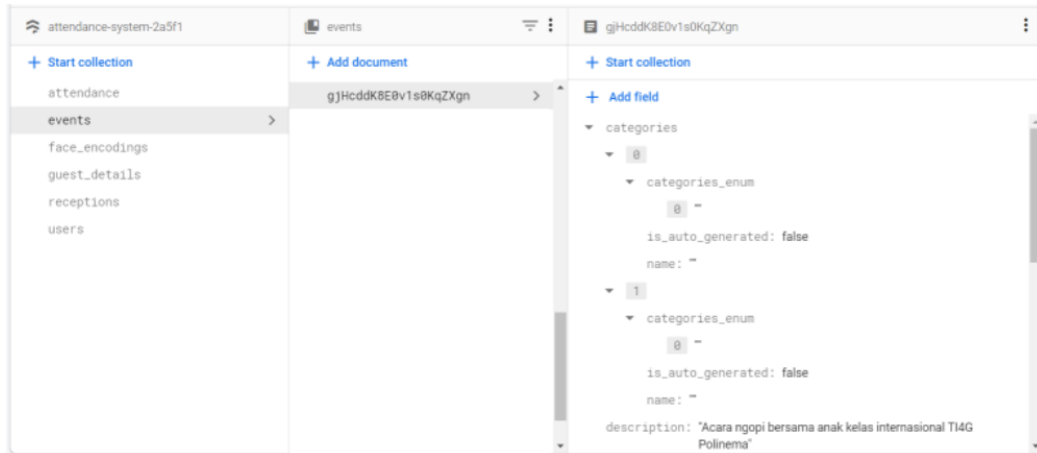 attendance-system-2a5f1
events
gjHcddK8E0v1s0KqZXgn
+ Start collection
+ Add document
+ Start collection
attendance
events
face_encodings
guest_details
receptions
users
gjHcddK8E0v1s0KqZXgn
+ Add field
categories
0
categories_enum
0 ""
is_auto_generated: false
name: ""
1
categories_enum
0 ""
is_auto_generated: false
name: ""
description: "Acara ngopi bersama anak kelas internasional TI4G
Polinema"